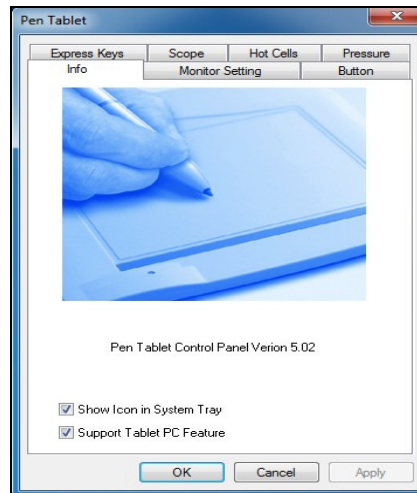 Pen Tablet
Express Keys Scope Hot Cells Pressure
Info Monitor Setting Button
Pen Tablet Control Panel Verion 5.02
Show Icon in System Tray
Support Tablet PC Feature
OK Cancel Apply